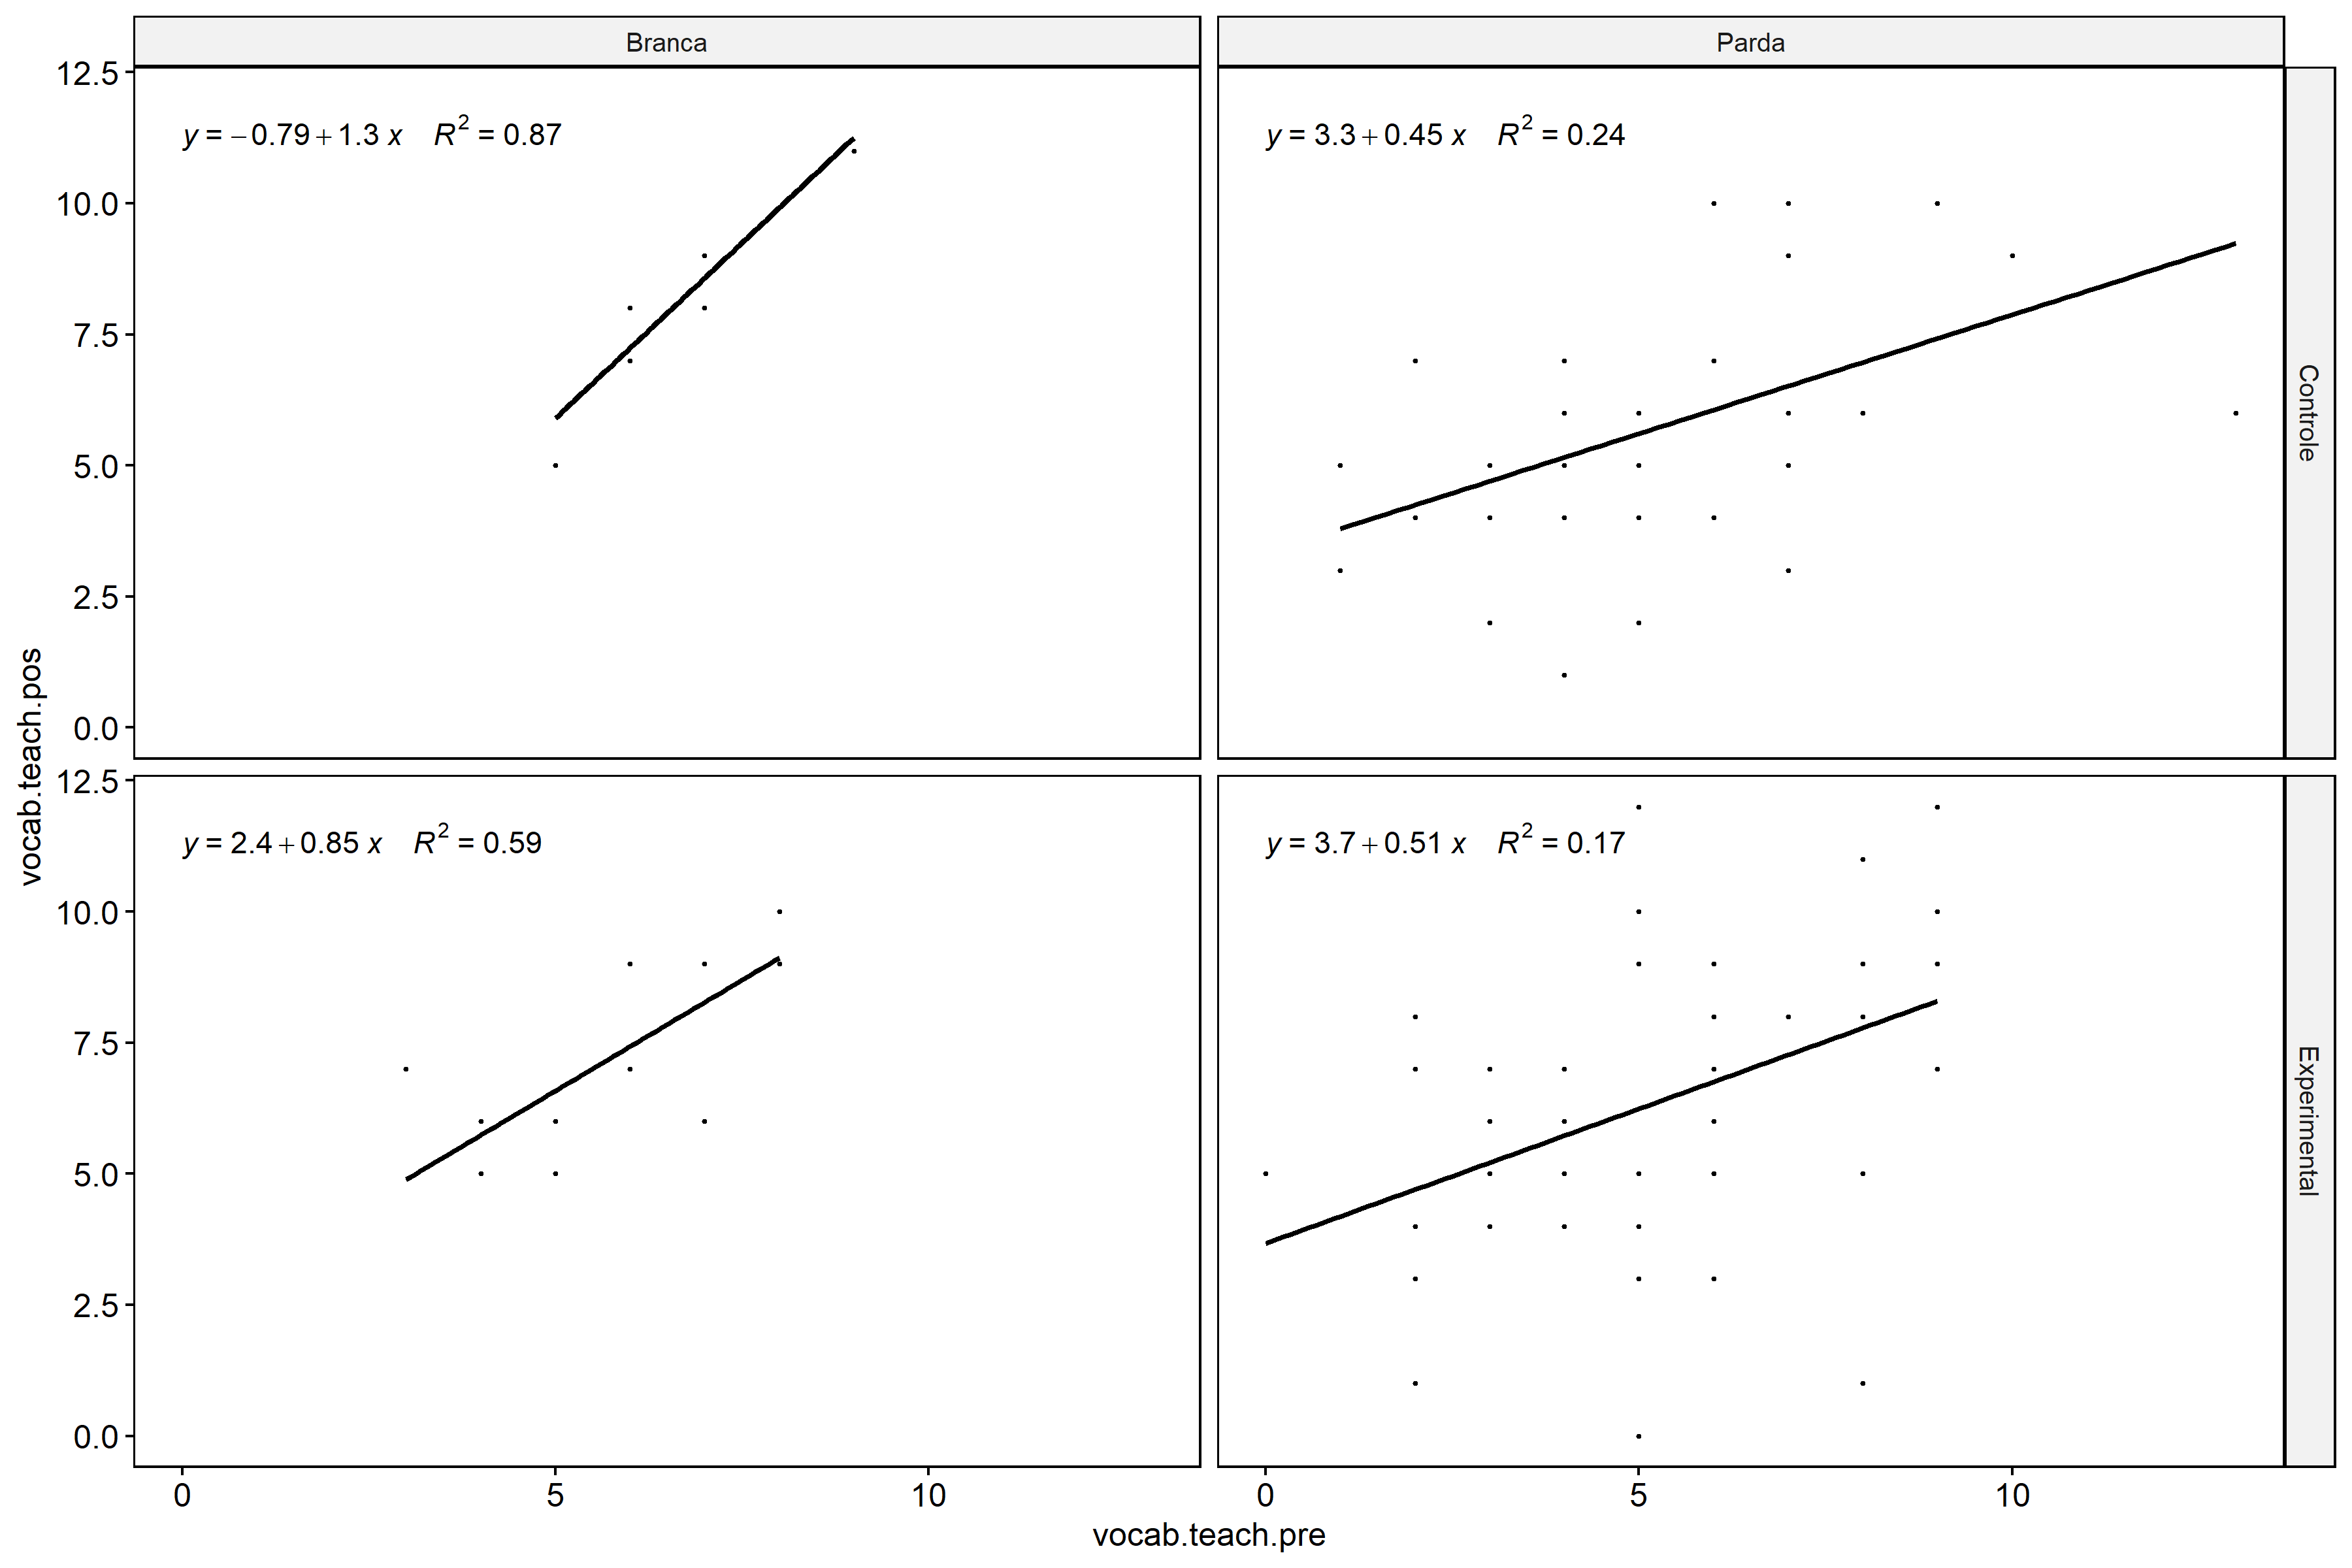 Branca
Parda
12.5
y = −0.79 + 1.3 x R² = 0.87
y = 3.3 + 0.45 x R² = 0.24
10.0
7.5
5.0
2.5
0.0
Controle
vocab.teach.pos
12.5
y = 2.4 + 0.85 x R² = 0.59
y = 3.7 + 0.51 x R² = 0.17
10.0
7.5
5.0
2.5
0.0
Experimental
0 5 10
0 5 10
vocab.teach.pre